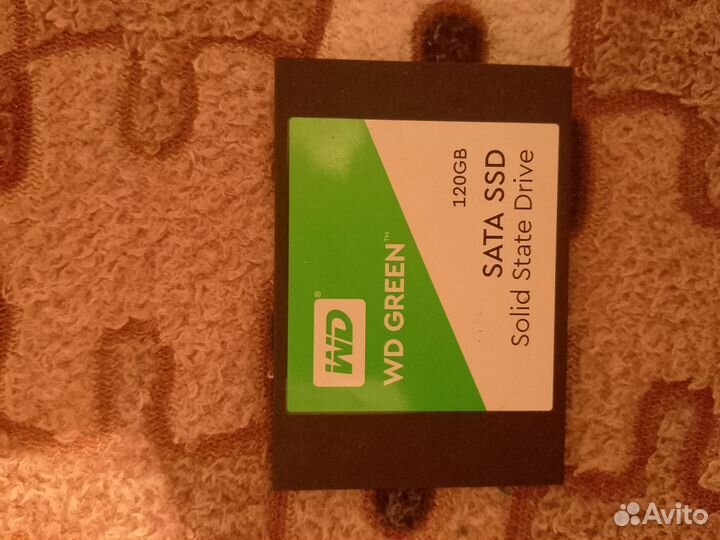 WD®
WD GREEN™
120GB
SATA SSD
Solid State Drive
Avito